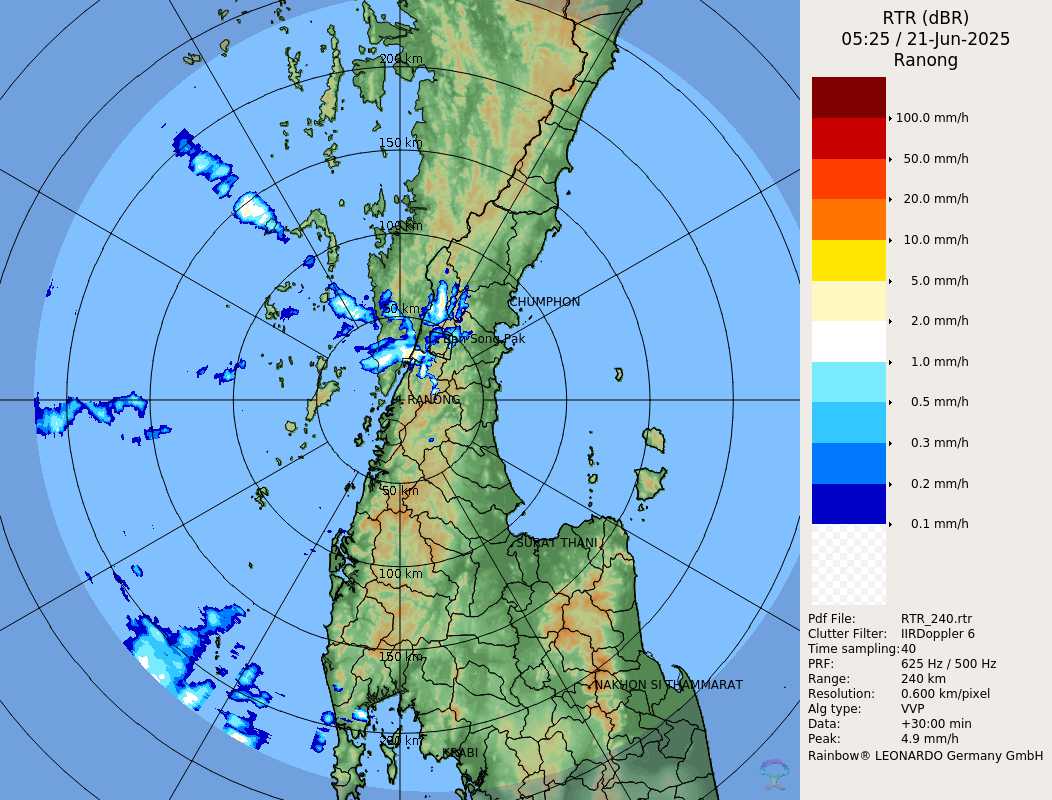 RTR (dBR)
05:25 / 21-Jun-2025
Ranong
200 km
150 km
100 km
50 km
CHUMPHON
Ban Song Pak
RANONG
50 km
SURAT THANI
100 km
150 km
NAKHON SI THAMMARAT
200 km
KRABI
100.0 mm/h
50.0 mm/h
20.0 mm/h
10.0 mm/h
5.0 mm/h
2.0 mm/h
1.0 mm/h
0.5 mm/h
0.3 mm/h
0.2 mm/h
0.1 mm/h
Pdf File: RTR_240.rtr
Clutter Filter: IIRDoppler 6
Time sampling:40
PRF: 625 Hz / 500 Hz
Range: 240 km
Resolution: 0.600 km/pixel
Alg type: VVP
Data: +30:00 min
Peak: 4.9 mm/h
Rainbow® LEONARDO Germany GmbH